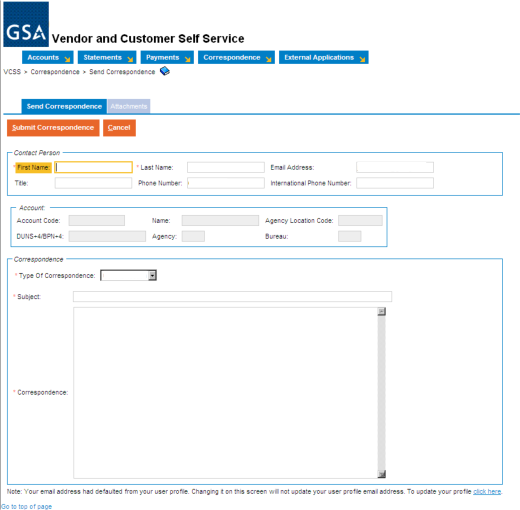 GSA Vendor and Customer Self Service
Accounts Statements Payments Correspondence External Applications
VCSS > Correspondence > Send Correspondence
Send Correspondence Attachments
Submit Correspondence Cancel
Contact Person
* First Name: * Last Name: Email Address:
Title: Phone Number: International Phone Number:
Account:
Account Code: Name: Agency Location Code:
DUNS+4/BPN+4: Agency: Bureau:
Correspondence
* Type Of Correspondence:
* Subject:
* Correspondence:
Note: Your email address had defaulted from your user profile. Changing it on this screen will not update your user profile email address. To update your profile click here.
Go to top of page